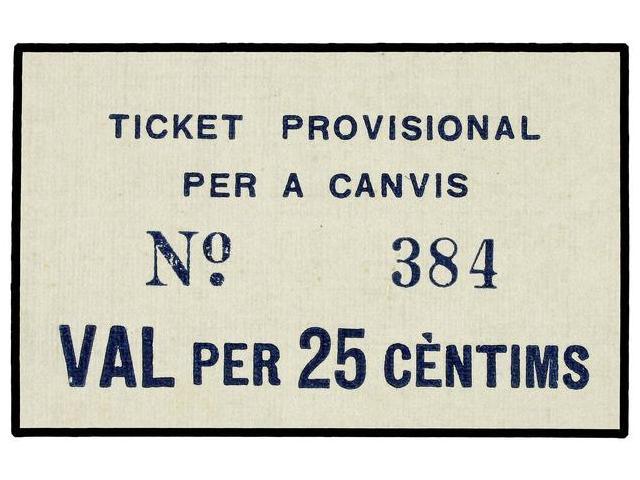 TICKET PROVISIONAL
PER A CANVIS
Nº 384
VAL PER 25 CÈNTIMS